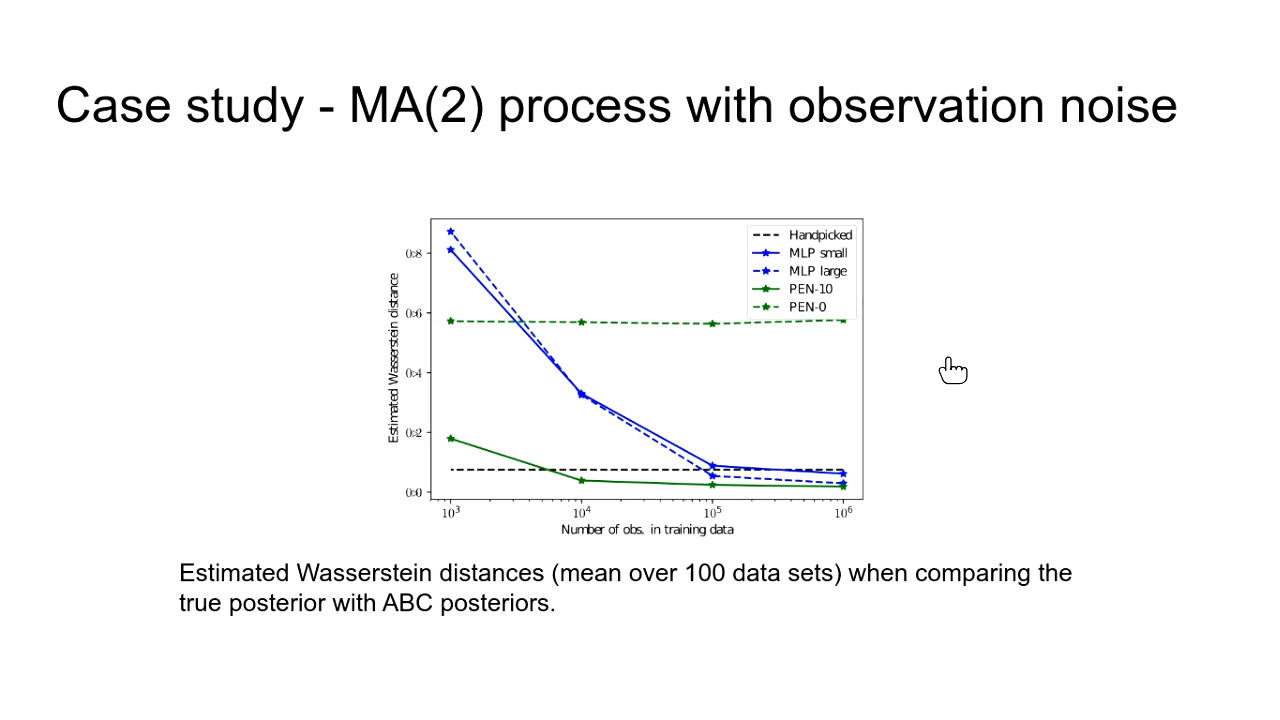 Case study - MA(2) process with observation noise
Handpicked
MLP small
MLP large
PEN-10
PEN-0
Estimated Wasserstein distance
0.8
0.6
0.4
0.2
0.0
10³ 10⁴ 10⁵ 10⁶
Number of obs. in training data
Estimated Wasserstein distances (mean over 100 data sets) when comparing the
true posterior with ABC posteriors.